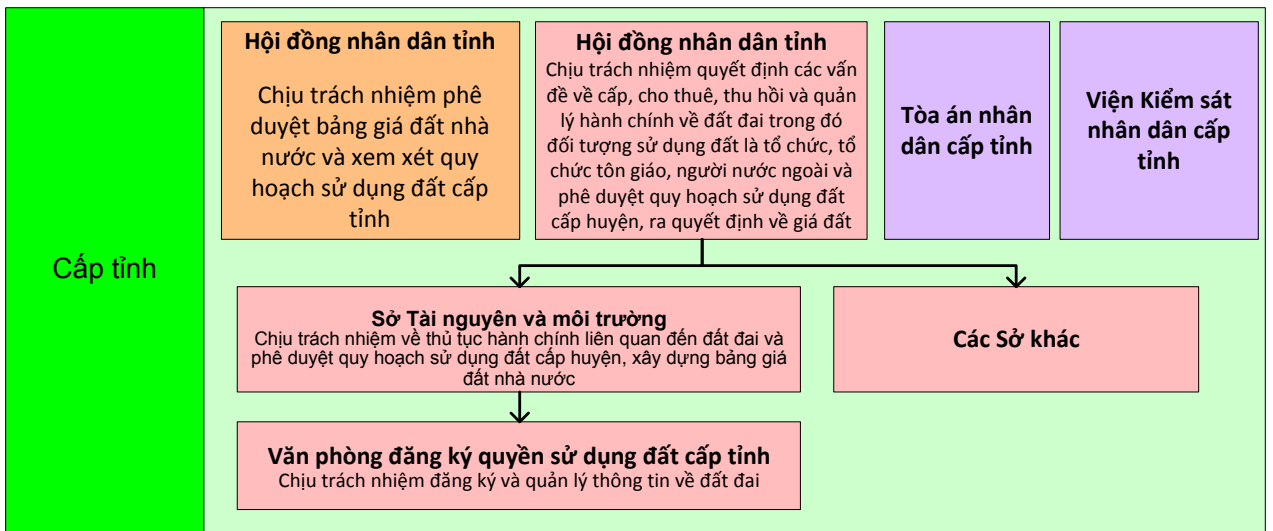 Cấp tỉnh
Hội đồng nhân dân tỉnh
Chịu trách nhiệm phê
duyệt bảng giá đất nhà
nước và xem xét quy
hoạch sử dụng đất cấp
tỉnh
Hội đồng nhân dân tỉnh
Chịu trách nhiệm quyết định các vấn
đề về cấp, cho thuê, thu hồi và quản
lý hành chính về đất đai trong đó
đối tượng sử dụng đất là tổ chức, tổ
chức tôn giáo, người nước ngoài và
phê duyệt quy hoạch sử dụng đất
cấp huyện, ra quyết định về giá đất
Tòa án nhân
dân cấp tỉnh
Viện Kiểm sát
nhân dân cấp
tỉnh
Sở Tài nguyên và môi trường
Chịu trách nhiệm về thủ tục hành chính liên quan đến đất đai và
phê duyệt quy hoạch sử dụng đất cấp huyện, xây dựng bảng giá
đất nhà nước
Các Sở khác
Văn phòng đăng ký quyền sử dụng đất cấp tỉnh
Chịu trách nhiệm đăng ký và quản lý thông tin về đất đai